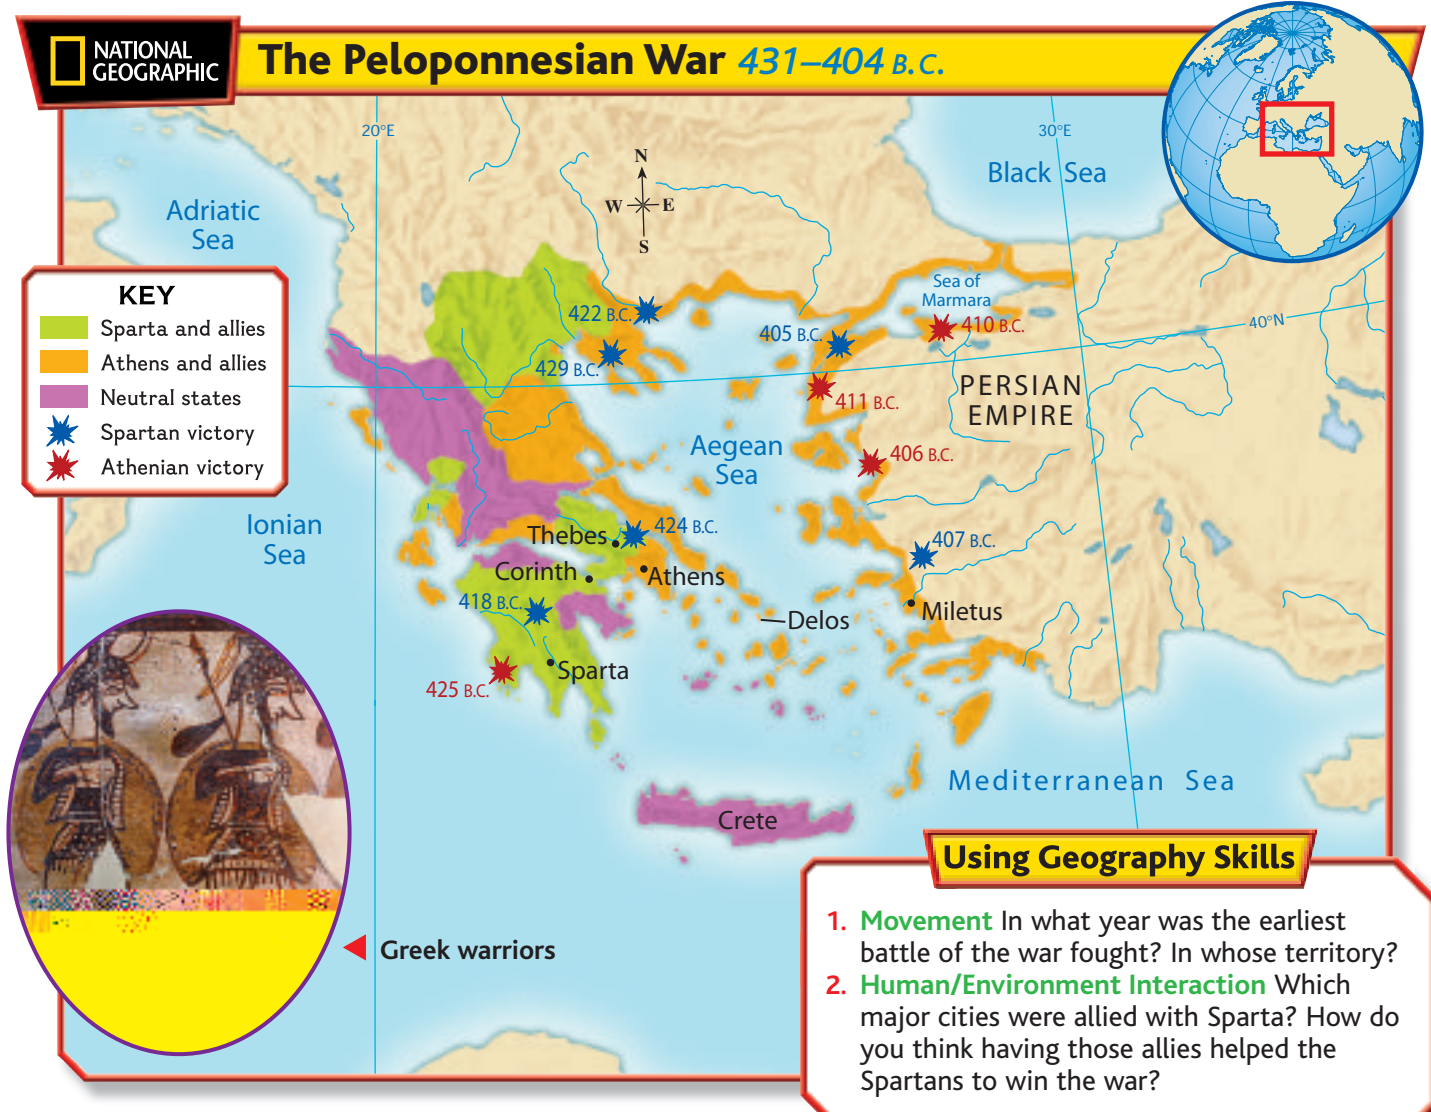 NATIONAL
GEOGRAPHIC
The Peloponnesian War 431–404 B.C.
20°E
30°E
Black Sea
N
W E
S
Adriatic
Sea
KEY
Sparta and allies
Athens and allies
Neutral states
Spartan victory
Athenian victory
Sea of
Marmara
422 B.C.
405 B.C.
410 B.C.
40°N
429 B.C.
411 B.C.
PERSIAN
EMPIRE
Aegean
Sea
406 B.C.
Ionian
Sea
Thebes
424 B.C.
407 B.C.
Corinth
Athens
418 B.C.
Delos
Miletus
Sparta
425 B.C.
Mediterranean Sea
Crete
Greek warriors
Using Geography Skills
1. Movement In what year was the earliest
battle of the war fought? In whose territory?
2. Human/Environment Interaction Which
major cities were allied with Sparta? How do
you think having those allies helped the
Spartans to win the war?